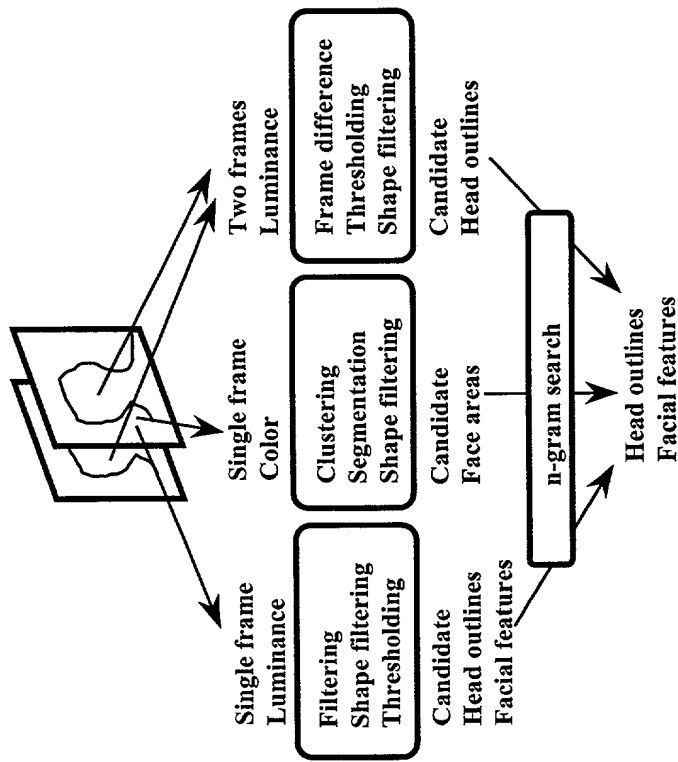 Single frame
Luminance
Filtering
Shape filtering
Thresholding
Candidate
Head outlines
Facial features
Single frame
Color
Clustering
Segmentation
Shape filtering
Candidate
Face areas
Two frames
Luminance
Frame difference
Thresholding
Shape filtering
Candidate
Head outlines
n-gram search
Head outlines
Facial features